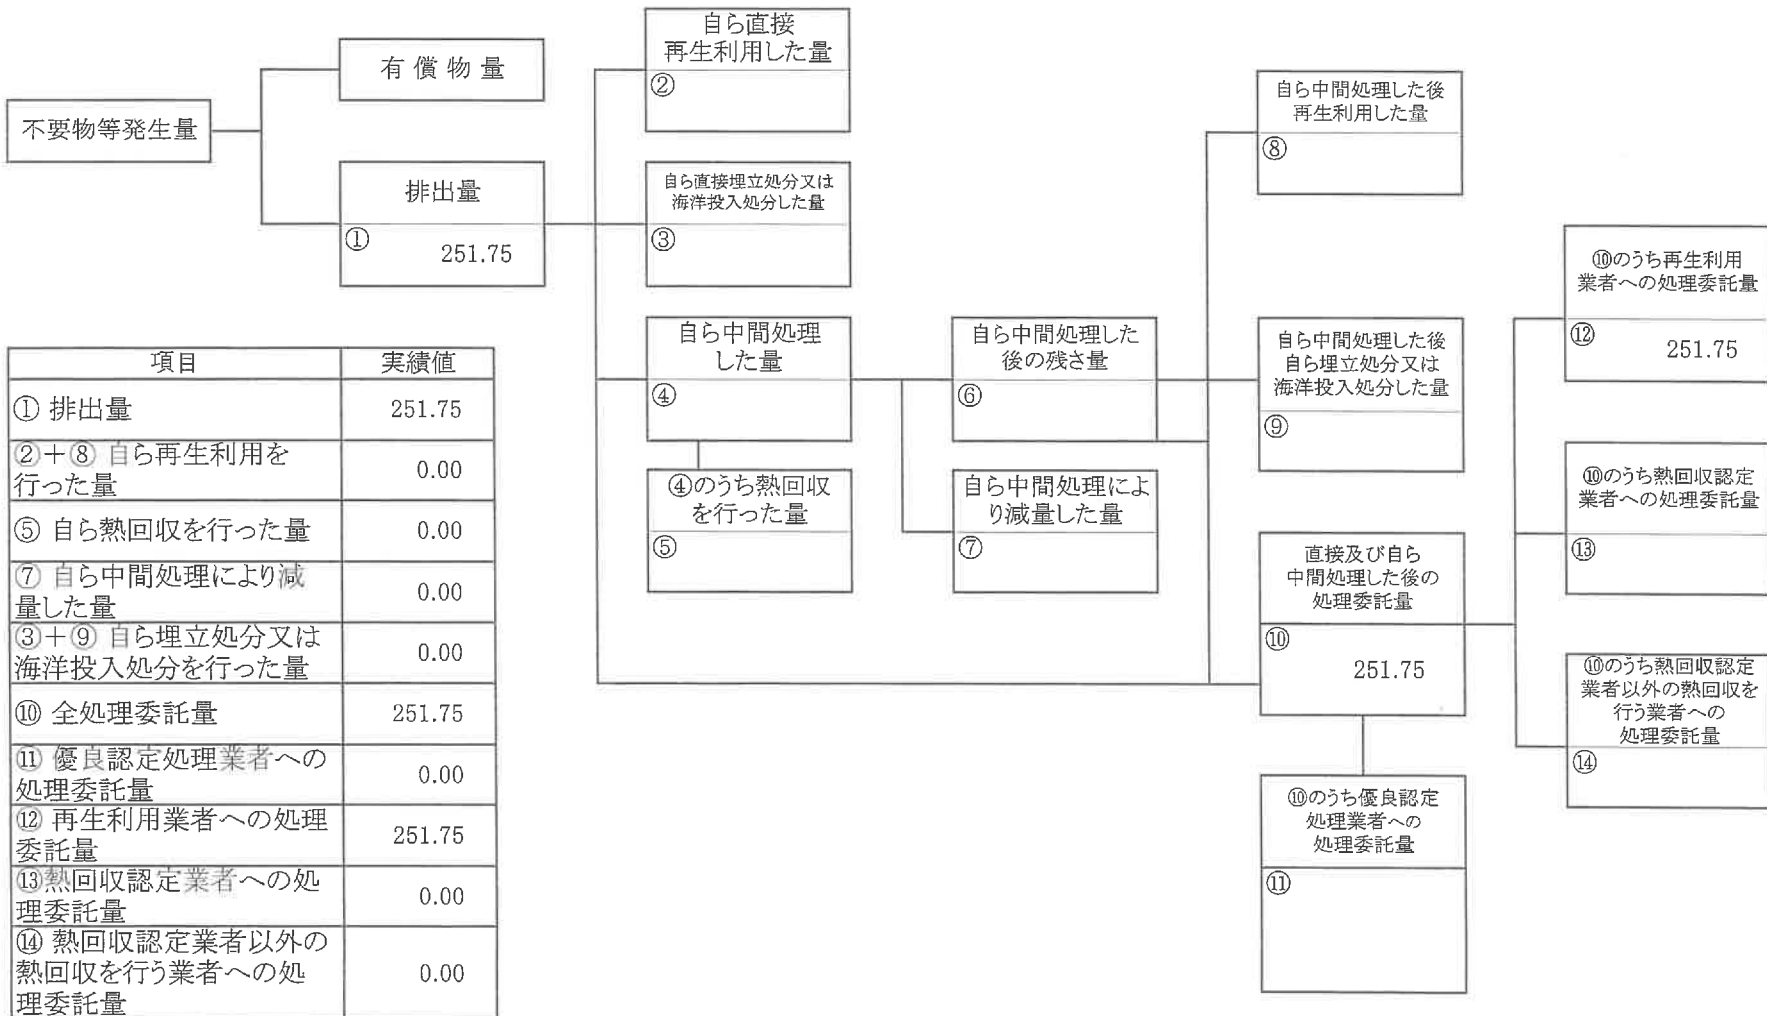 不要物等発生量
有償物量
排出量
①
251.75
自ら直接
再生利用した量
②
自ら直接埋立処分又は
海洋投入処分した量
③
自ら中間処理
した量
④
④のうち熱回収
を行った量
⑤
自ら中間処理した
後の残さ量
⑥
自ら中間処理によ
り減量した量
⑦
自ら中間処理した後
再生利用した量
⑧
自ら中間処理した後
自ら埋立処分又は
海洋投入処分した量
⑨
直接及び自ら
中間処理した後の
処理委託量
⑩
251.75
⑩のうち優良認定
処理業者への
処理委託量
⑪
⑩のうち再生利用
業者への処理委託量
⑫
251.75
⑩のうち熱回収認定
業者への処理委託量
⑬
⑩のうち熱回収認定
業者以外の熱回収を
行う業者への
処理委託量
⑭
項目 実績値
① 排出量 251.75
②+⑧ 自ら再生利用を
行った量 0.00
⑤ 自ら熱回収を行った量 0.00
⑦ 自ら中間処理により減
量した量 0.00
③+⑨ 自ら埋立処分又は
海洋投入処分を行った量 0.00
⑩ 全処理委託量 251.75
⑪ 優良認定処理業者への
処理委託量 0.00
⑫ 再生利用業者への処理
委託量 251.75
⑬熱回収認定業者への処
理委託量 0.00
⑭ 熱回収認定業者以外の
熱回収を行う業者への処
理委託量 0.00